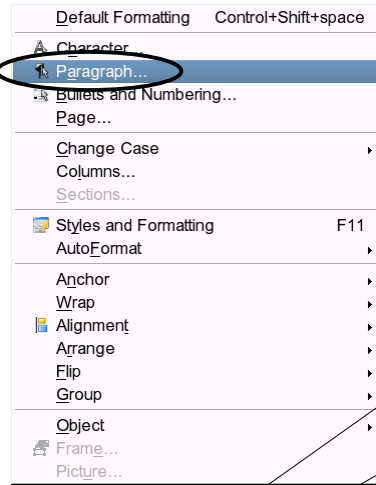 Default Formatting Control+Shift+space
Character...
Paragraph...
Bullets and Numbering...
Page...
Change Case
Columns...
Sections...
Styles and Formatting F11
AutoFormat
Anchor
Wrap
Alignment
Arrange
Flip
Group
Object
Frame...
Picture...